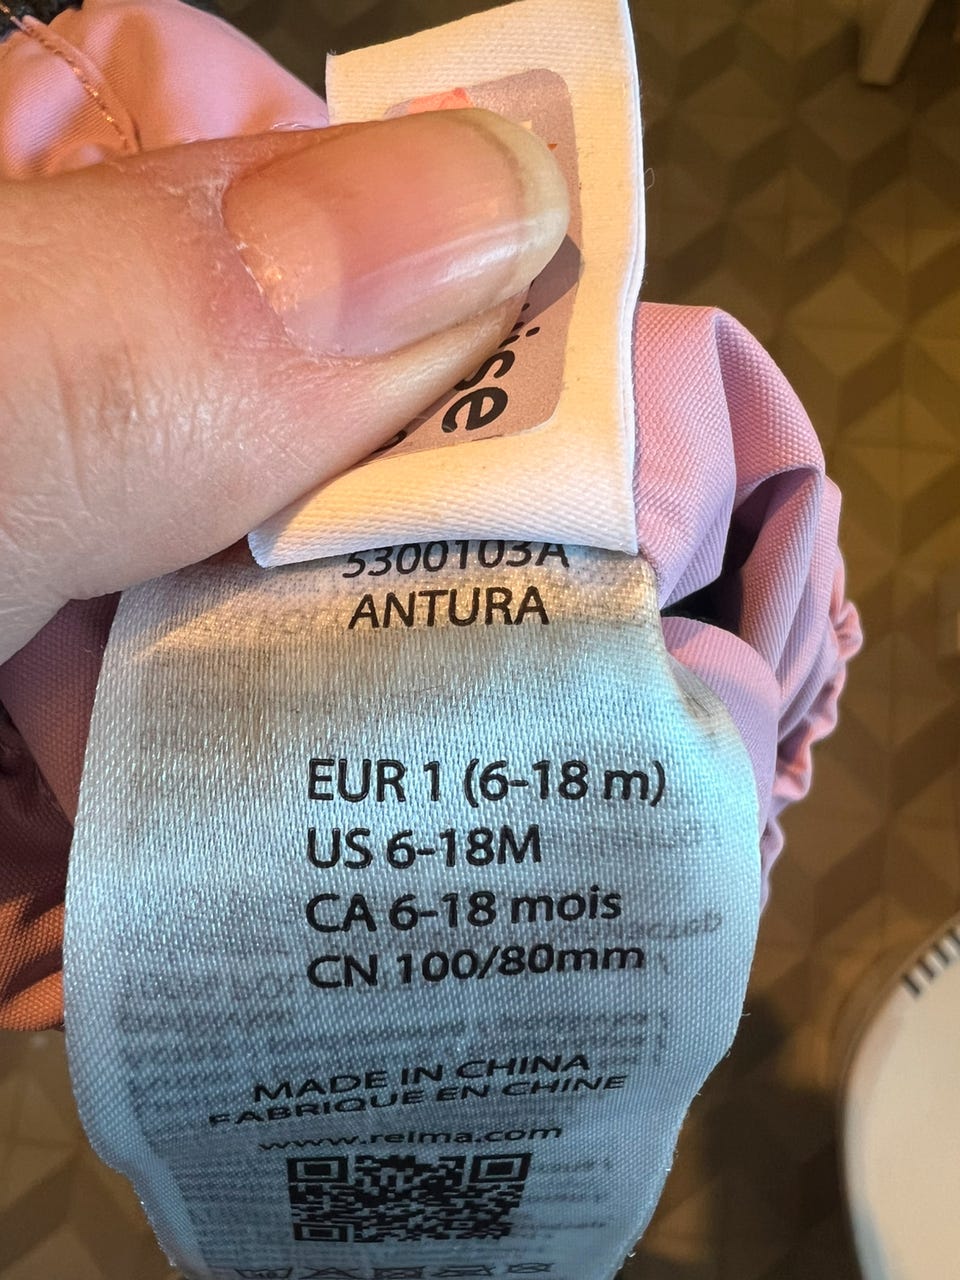 ise
5300103A
ANTURA
EUR 1 (6-18 m)
US 6-18M
CA 6-18 mois
CN 100/80mm
MADE IN CHINA
FABRIQUE EN CHINE
www.reima.com